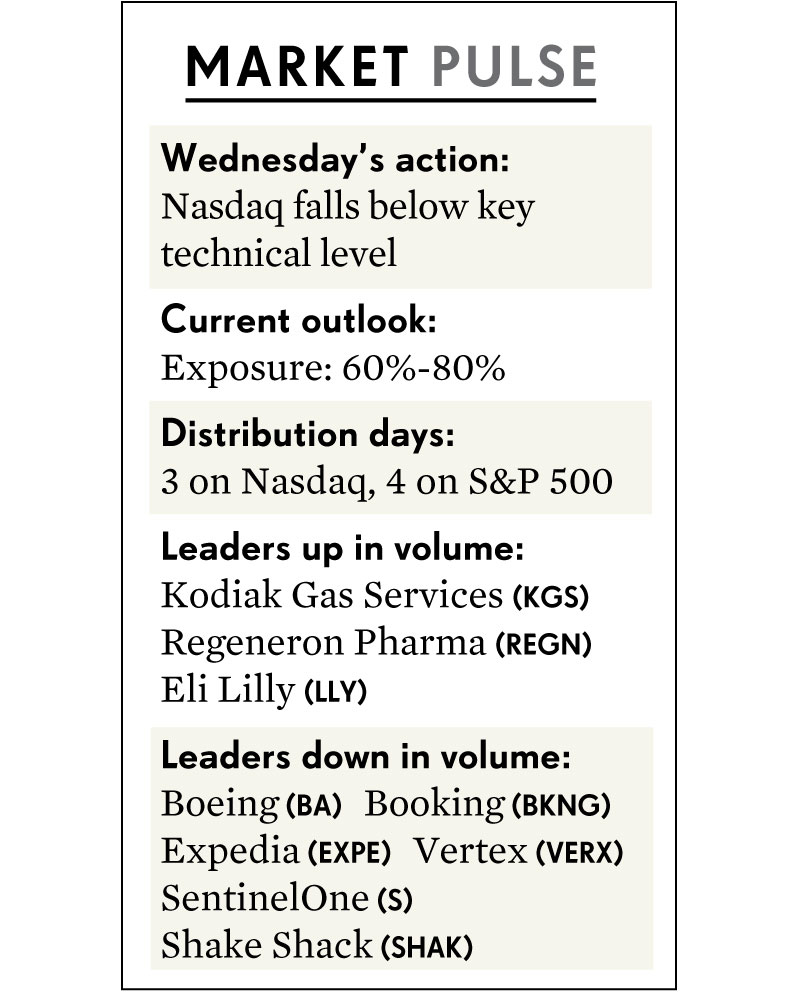 MARKET PULSE
Wednesday’s action:
Nasdaq falls below key
technical level
Current outlook:
Exposure: 60%-80%
Distribution days:
3 on Nasdaq, 4 on S&P 500
Leaders up in volume:
Kodiak Gas Services (KGS)
Regeneron Pharma (REGN)
Eli Lilly (LLY)
Leaders down in volume:
Boeing (BA) Booking (BKNG)
Expedia (EXPE) Vertex (VERX)
SentinelOne (S)
Shake Shack (SHAK)